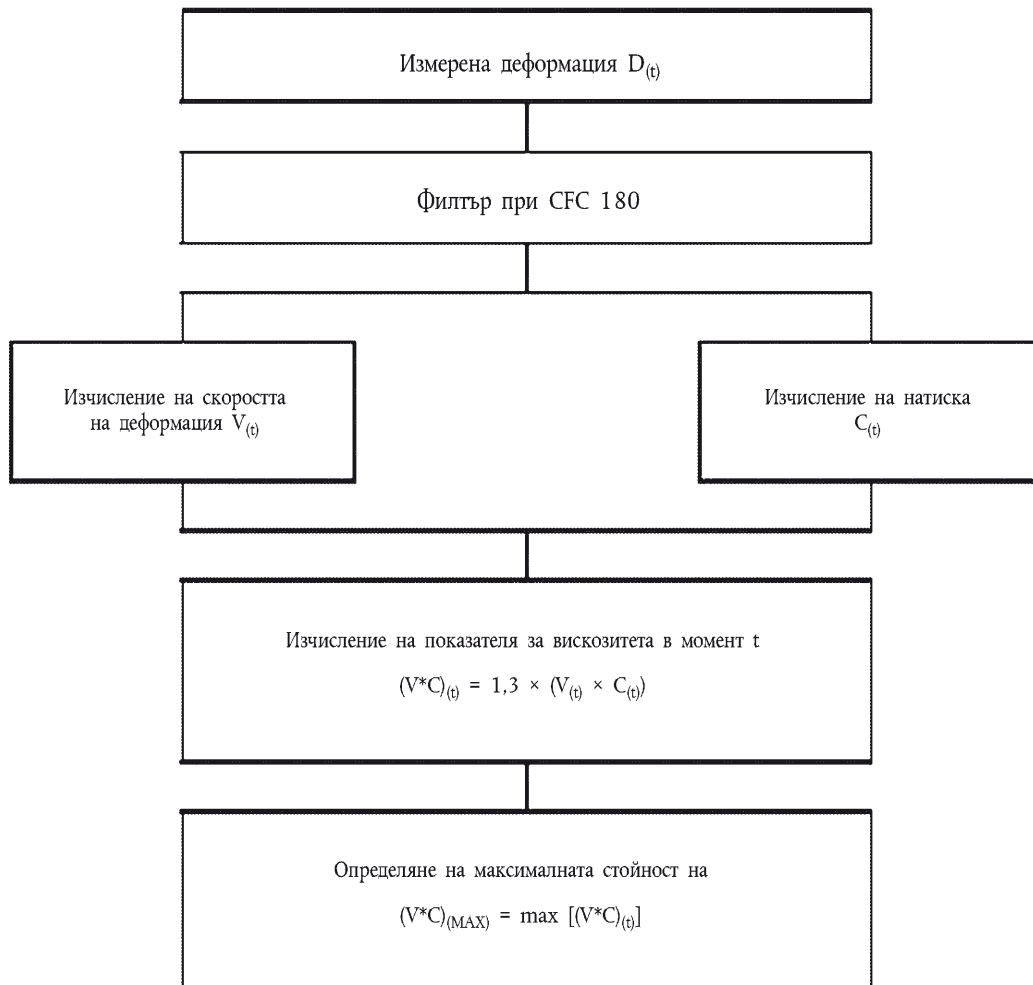 Измерена деформация D(t)
Филтър при CFC 180
Изчисление на скоростта
на деформация V(t)
Изчисление на натиска
C(t)
Изчисление на показателя за вискозитета в момент t
(V*C)(t) = 1,3 × (V(t) × C(t))
Определяне на максималната стойност на
(V*C)(MAX) = max [(V*C)(t)]